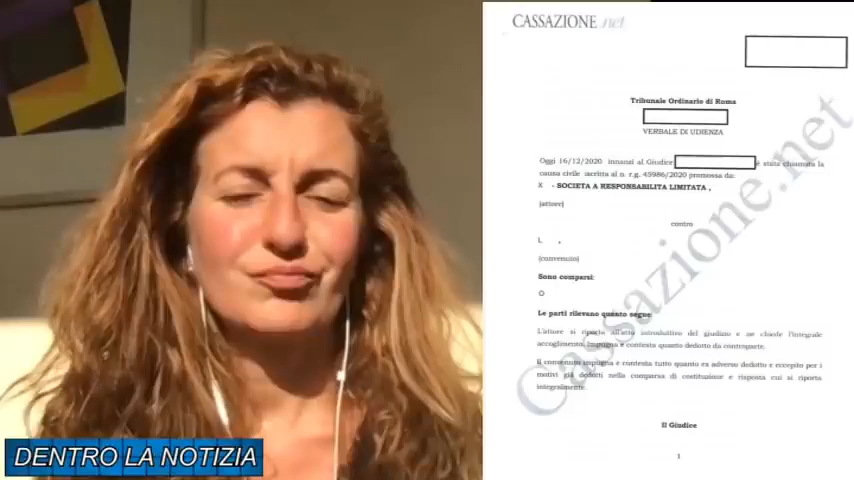 CASSAZIONE.net
Tribunale Ordinario di Roma
VERBALE DI UDIENZA
Oggi 16/12/2020 innanzi al Giudice è stata chiamata la
causa civile iscritta al n. r.g. 45986/2020 promossa da:
X - SOCIETA A RESPONSABILITA LIMITATA ,
(attore)
contro
L ,
(convenuto)
Sono comparsi:
O
Le parti rilevano quanto segue:
L'attore si riporta all'atto introduttivo del giudizio e ne chiede l'integrale
accoglimento, impugna e contesta quanto dedotto da controparte.
Il convenuto impugna e contesta tutto quanto ex adverso dedotto e eccepito per i
motivi già dedotti nella comparsa di costituzione e risposta cui si riporta
integralmente.
Il Giudice
1
Cassazione.net
DENTRO LA NOTIZIA